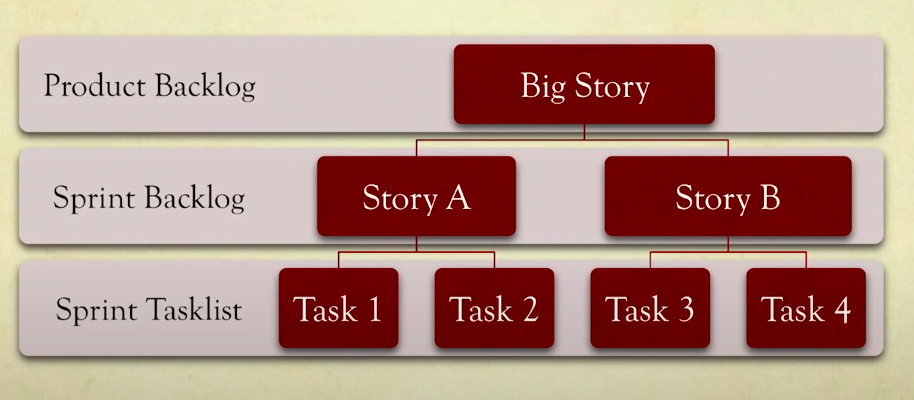 Product Backlog
Big Story
Sprint Backlog
Story A
Story B
Sprint Tasklist
Task 1
Task 2
Task 3
Task 4